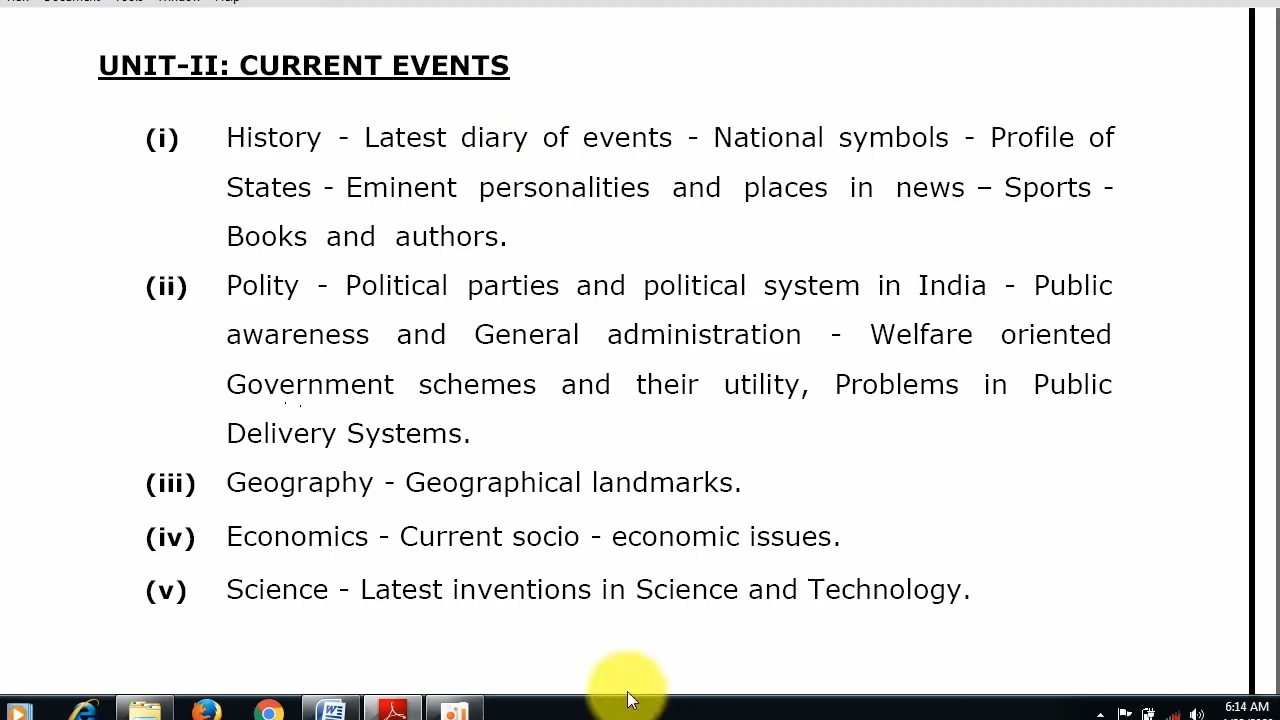 UNIT-II: CURRENT EVENTS
(i) History - Latest diary of events - National symbols - Profile of
States - Eminent personalities and places in news – Sports -
Books and authors.
(ii) Polity - Political parties and political system in India - Public
awareness and General administration - Welfare oriented
Government schemes and their utility, Problems in Public
Delivery Systems.
(iii) Geography - Geographical landmarks.
(iv) Economics - Current socio - economic issues.
(v) Science - Latest inventions in Science and Technology.
6:14 AM